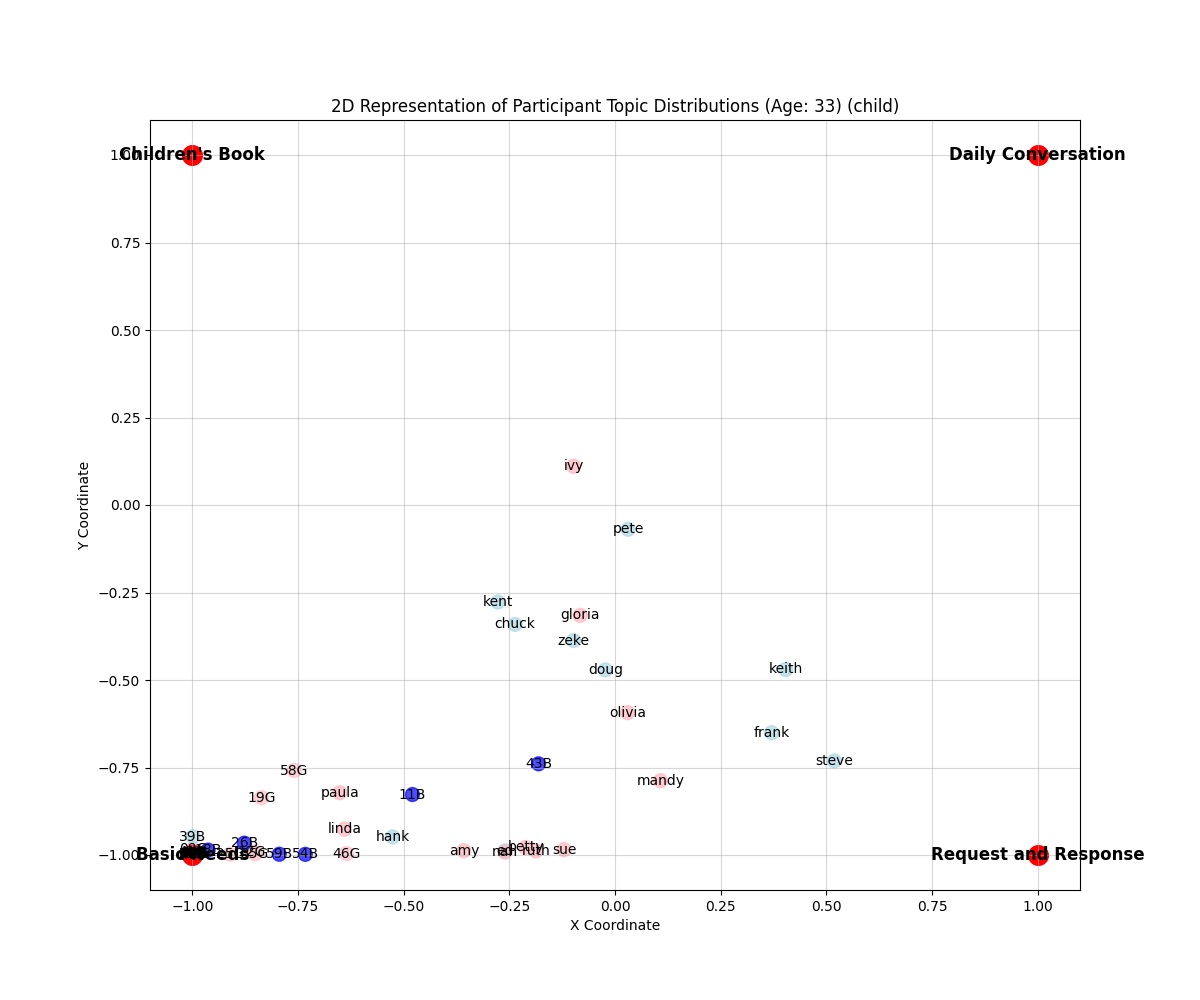 2D Representation of Participant Topic Distributions (Age: 33) (child)
Children's Book
Daily Conversation
1.00
0.75
0.50
0.25
0.00
−0.25
−0.50
−0.75
−1.00
Y Coordinate
ivy
pete
kent
gloria
chuck
zeke
doug
keith
olivia
frank
steve
43B
58G
mandy
19G
paula
11B
linda
hank
39B
26B
59B
54B
46G
amy
betty
ruth
sue
Basic Needs
Request and Response
−1.00
−0.75
−0.50
−0.25
0.00
0.25
0.50
0.75
1.00
X Coordinate